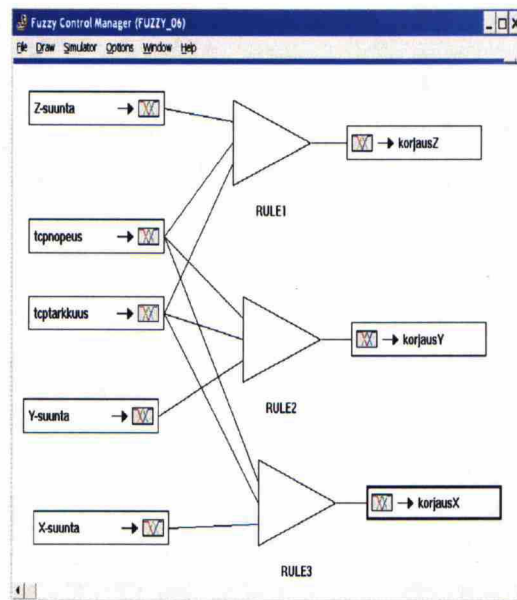 Fuzzy Control Manager (FUZZY_06)
File Draw Simulator Options Window Help
Z-suunta
korjausZ
RULE1
tcpnopeus
tcptarkkuus
korjausY
RULE2
Y-suunta
korjausX
X-suunta
RULE3